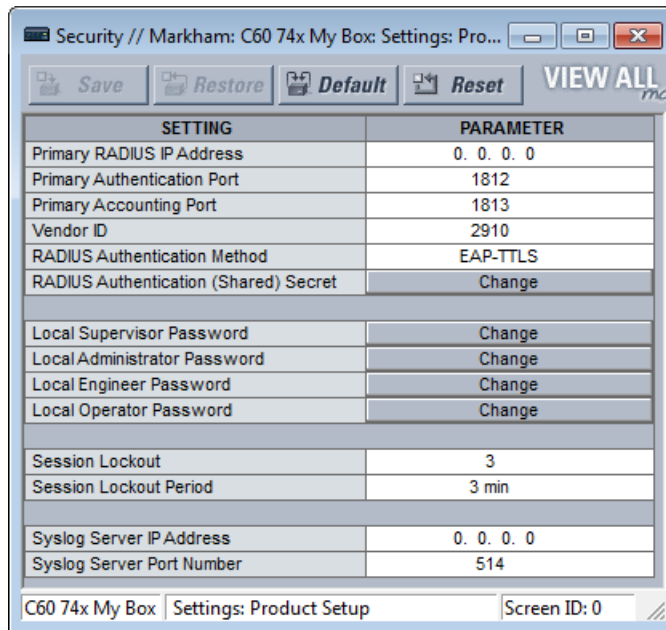 Security // Markham: C60 74x My Box: Settings: Pro...
Save Restore Default Reset VIEW ALL
SETTING PARAMETER
Primary RADIUS IP Address 0. 0. 0. 0
Primary Authentication Port 1812
Primary Accounting Port 1813
Vendor ID 2910
RADIUS Authentication Method EAP-TTLS
RADIUS Authentication (Shared) Secret Change
Local Supervisor Password Change
Local Administrator Password Change
Local Engineer Password Change
Local Operator Password Change
Session Lockout 3
Session Lockout Period 3 min
Syslog Server IP Address 0. 0. 0. 0
Syslog Server Port Number 514
C60 74x My Box Settings: Product Setup Screen ID: 0